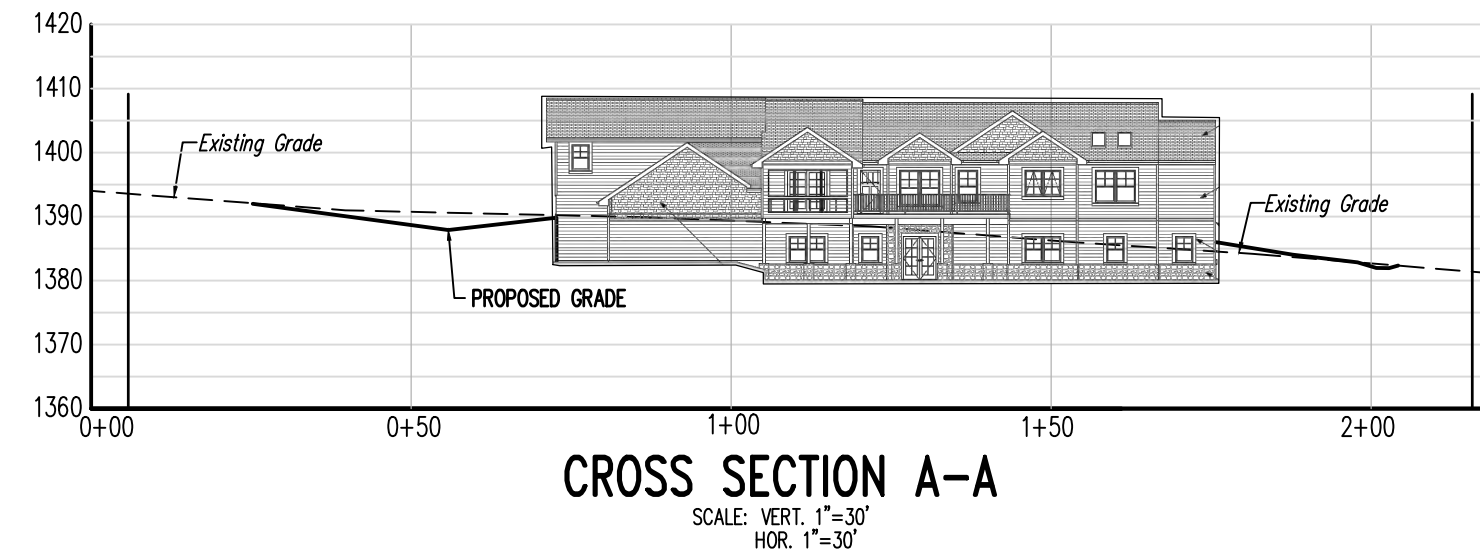 1420
1410
1400
1390
1380
1370
1360
Existing Grade
Existing Grade
PROPOSED GRADE
0+00
0+50
1+00
1+50
2+00
CROSS SECTION A-A
SCALE: VERT. 1"=30'
HOR. 1"=30'